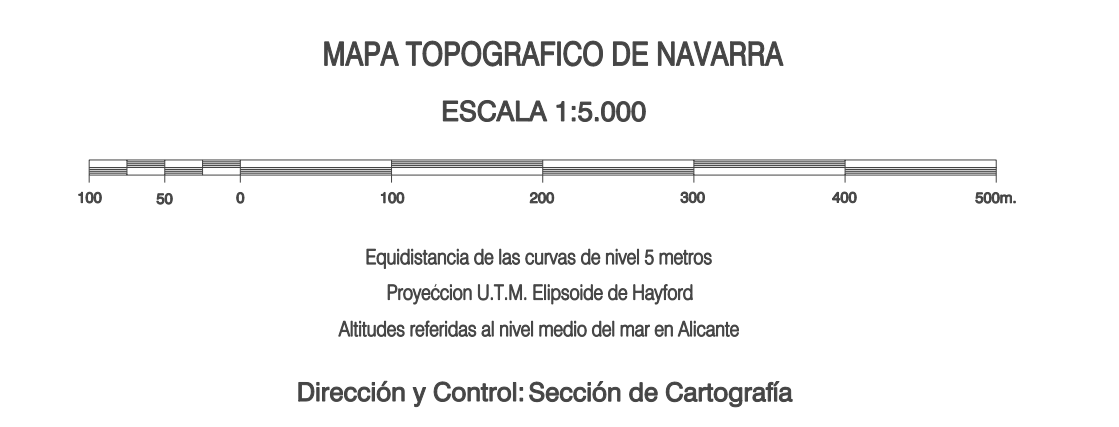 MAPA TOPOGRAFICO DE NAVARRA
ESCALA 1:5.000
100 50 0 100 200 300 400 500m.
Equidistancia de las curvas de nivel 5 metros
Proyeccion U.T.M. Elipsoide de Hayford
Altitudes referidas al nivel medio del mar en Alicante
Dirección y Control: Sección de Cartografía